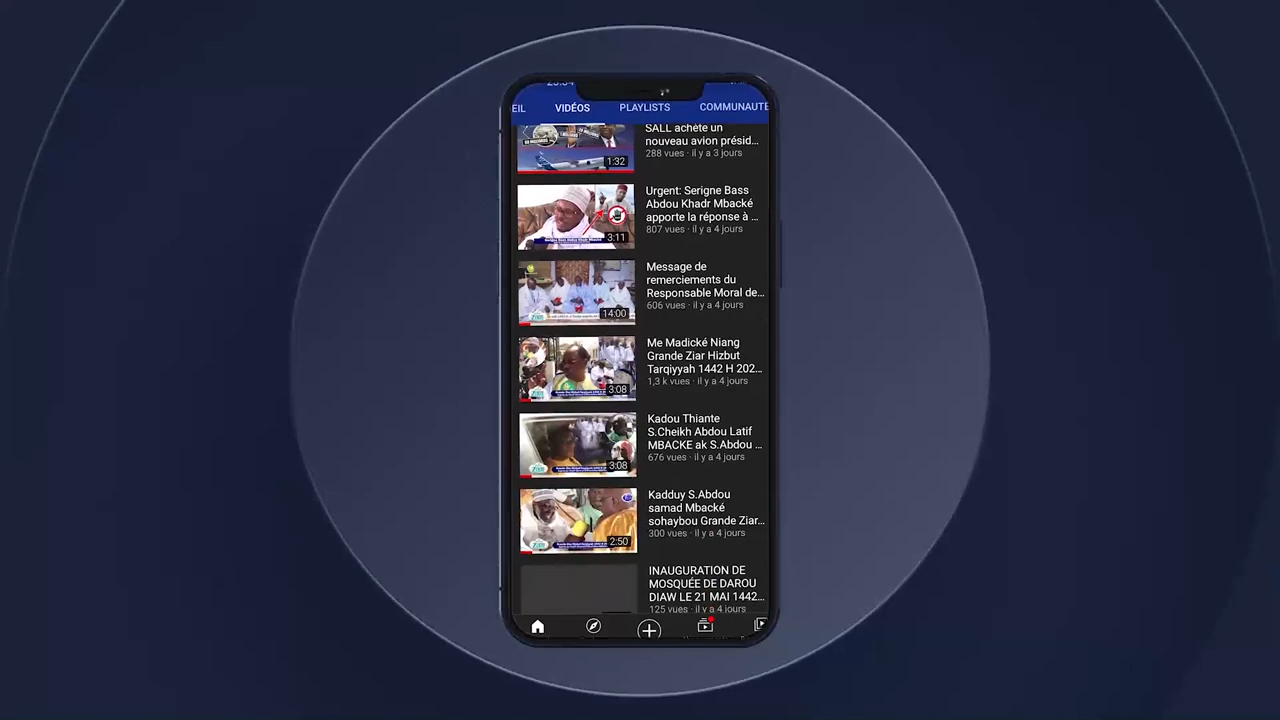 EIL VIDÉOS PLAYLISTS COMMUNAUTÉ
SALL achète un
nouveau avion présid...
288 vues · il y a 3 jours
1:32
Urgent: Serigne Bass
Abdou Khadr Mbacké
apporte la réponse à ...
807 vues · il y a 4 jours
3:11
Message de
remerciements du
Responsable Moral de...
606 vues · il y a 4 jours
14:00
Me Madické Niang
Grande Ziar Hizbut
Tarqiyyah 1442 H 202...
1,3 k vues · il y a 4 jours
3:08
Kadou Thiante
S.Cheikh Abdou Latif
MBACKE ak S.Abdou ...
676 vues · il y a 4 jours
3:08
Kadduy S.Abdou
samad Mbacké
sohaybou Grande Ziar...
300 vues · il y a 4 jours
2:50
INAUGURATION DE
MOSQUÉE DE DAROU
DIAW LE 21 MAI 1442...
125 vues · il y a 4 jours